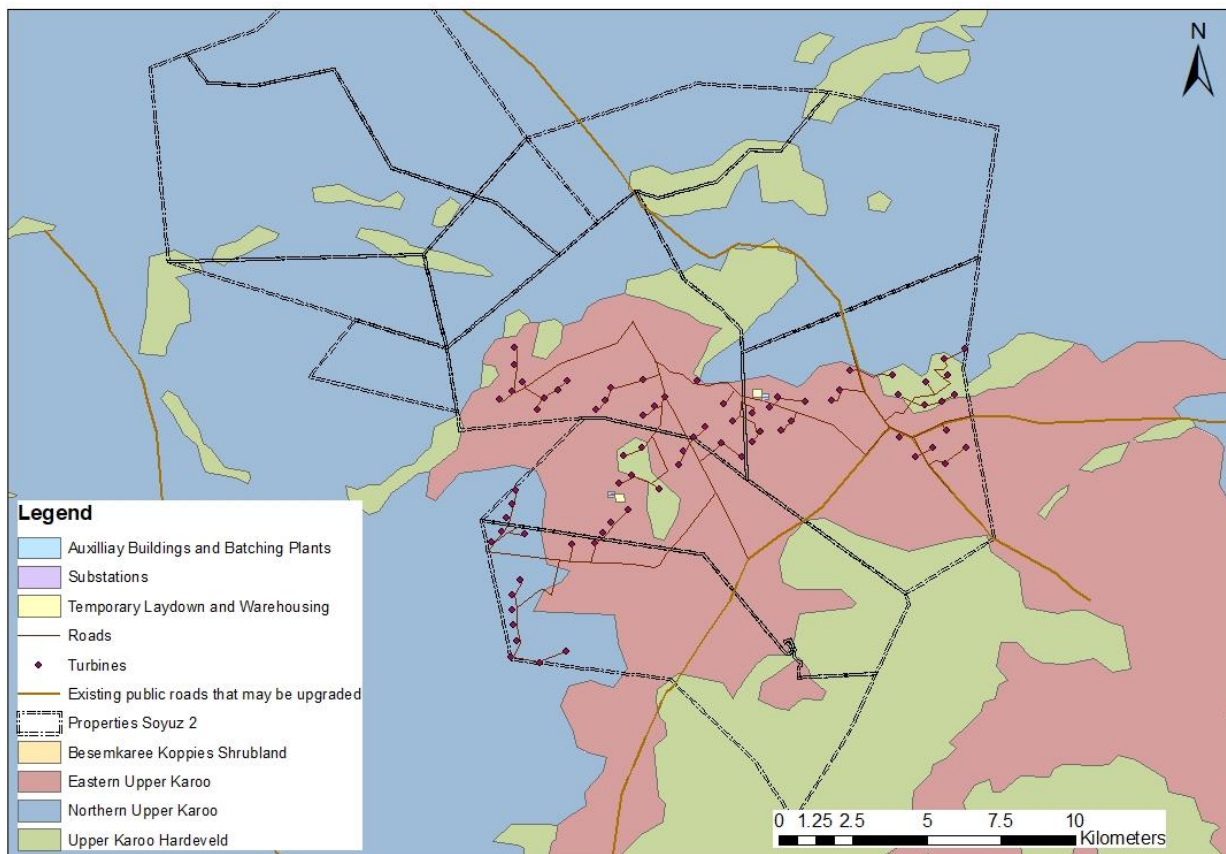 N
Legend
Auxilliay Buildings and Batching Plants
Substations
Temporary Laydown and Warehousing
Roads
Turbines
Existing public roads that may be upgraded
Properties Soyuz 2
Besemkaree Koppies Shrubland
Eastern Upper Karoo
Northern Upper Karoo
Upper Karoo Hardeveld
0 1.25 2.5 5 7.5 10
Kilometers